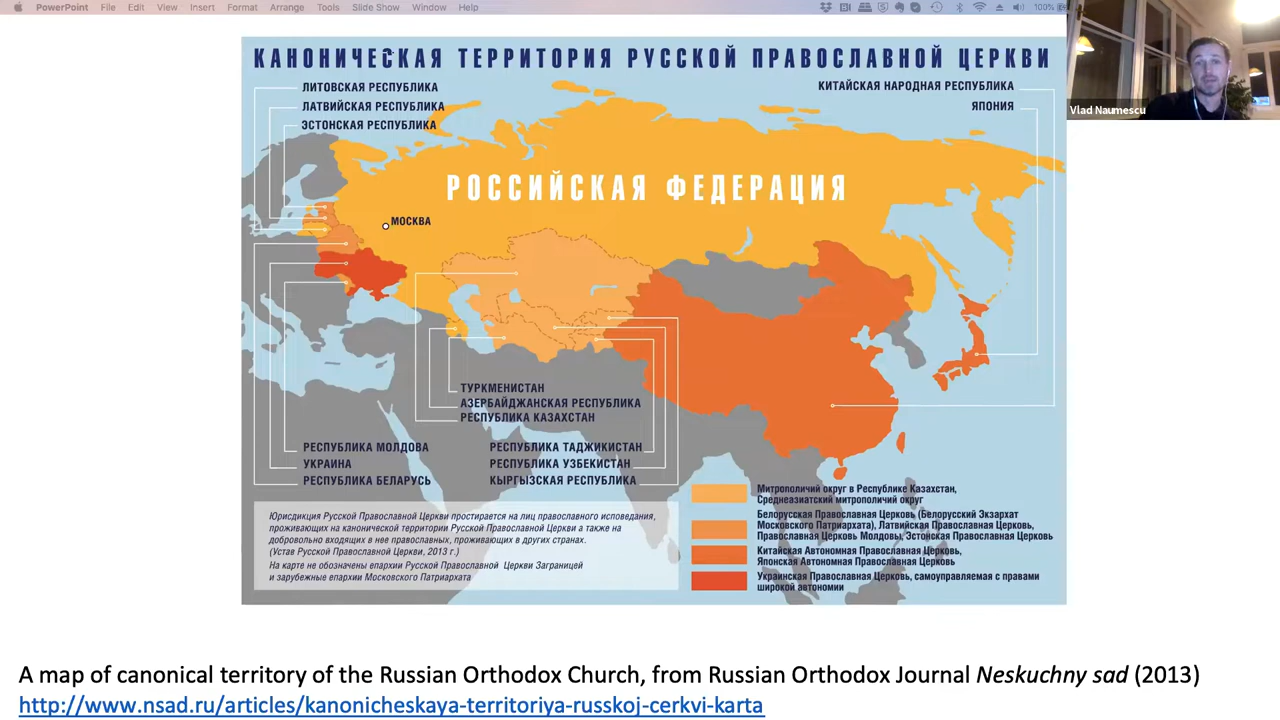 PowerPoint File Edit View Insert Format Arrange Tools Slide Show Window Help
100%
Vlad Naumescu
КАНОНИЧЕСКАЯ ТЕРРИТОРИЯ РУССКОЙ ПРАВОСЛАВНОЙ ЦЕРКВИ
ЛИТОВСКАЯ РЕСПУБЛИКА
ЛАТВИЙСКАЯ РЕСПУБЛИКА
ЭСТОНСКАЯ РЕСПУБЛИКА
КИТАЙСКАЯ НАРОДНАЯ РЕСПУБЛИКА
ЯПОНИЯ
РОССИЙСКАЯ ФЕДЕРАЦИЯ
МОСКВА
ТУРКМЕНИСТАН
АЗЕРБАЙДЖАНСКАЯ РЕСПУБЛИКА
РЕСПУБЛИКА КАЗАХСТАН
РЕСПУБЛИКА МОЛДОВА
УКРАИНА
РЕСПУБЛИКА БЕЛАРУСЬ
РЕСПУБЛИКА ТАДЖИКИСТАН
РЕСПУБЛИКА УЗБЕКИСТАН
КЫРГЫЗСКАЯ РЕСПУБЛИКА
Юрисдикция Русской Православной Церкви простирается на лиц православного исповедания,
проживающих на канонической территории Русской Православной Церкви а также на
добровольно входящих в нее православных, проживающих в других странах.
(Устав Русской Православной Церкви, 2013 г.)
На карте не обозначены епархии Русской Православной Церкви Заграницей
и зарубежные епархии Московского Патриархата
Митрополичий округ в Республике Казахстан,
Среднеазиатский митрополичий округ
Белорусская Православная Церковь (Белорусский Экзархат
Московского Патриархата), Латвийская Православная Церковь,
Православная Церковь Молдовы, Эстонская Православная Церковь
Китайская Автономная Православная Церковь,
Японская Автономная Православная Церковь
Украинская Православная Церковь, самоуправляемая с правами
широкой автономии
A map of canonical territory of the Russian Orthodox Church, from Russian Orthodox Journal Neskuchny sad (2013)
http://www.nsad.ru/articles/kanonicheskaya-territoriya-russkoj-cerkvi-karta